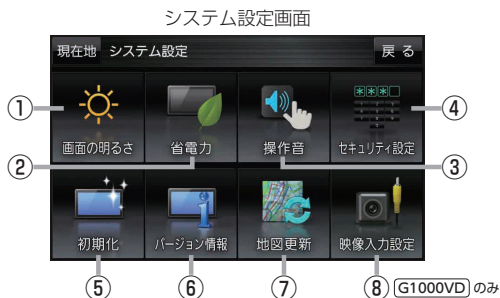 システム設定画面
現在地 システム設定 戻る
① ④
画面の明るさ 省電力 操作音 セキュリティ設定
② ③
初期化 バージョン情報 地図更新 映像入力設定
⑤ ⑥ ⑦ ⑧ G1000VD のみ